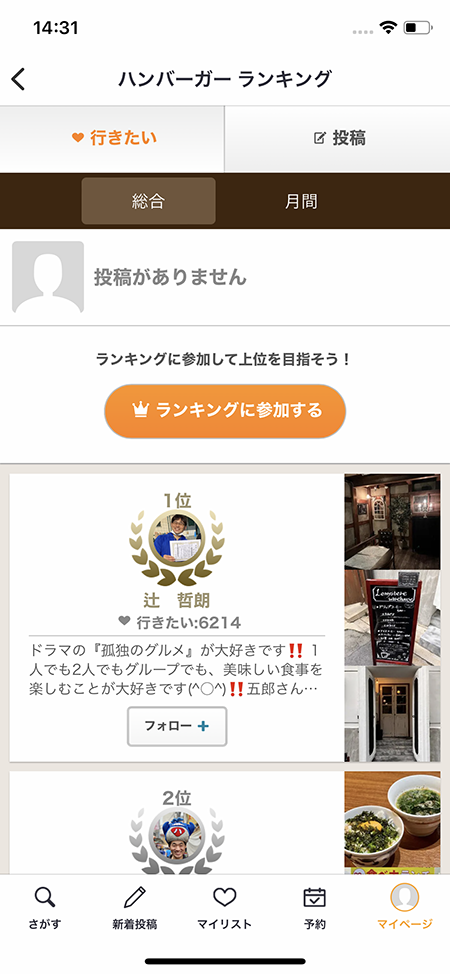 14:31
ハンバーガー ランキング
行きたい
投稿
総合
月間
投稿がありません
ランキングに参加して上位を目指そう！
ランキングに参加する
1位
辻　哲朗
行きたい:6214
ドラマの『孤独のグルメ』が大好きです‼️ 1
人でも2人でもグループでも、美味しい食事を
楽しむことが大好きです(^〇^)‼️五郎さん…
フォロー
2位
さがす
新着投稿
マイリスト
予約
マイページ